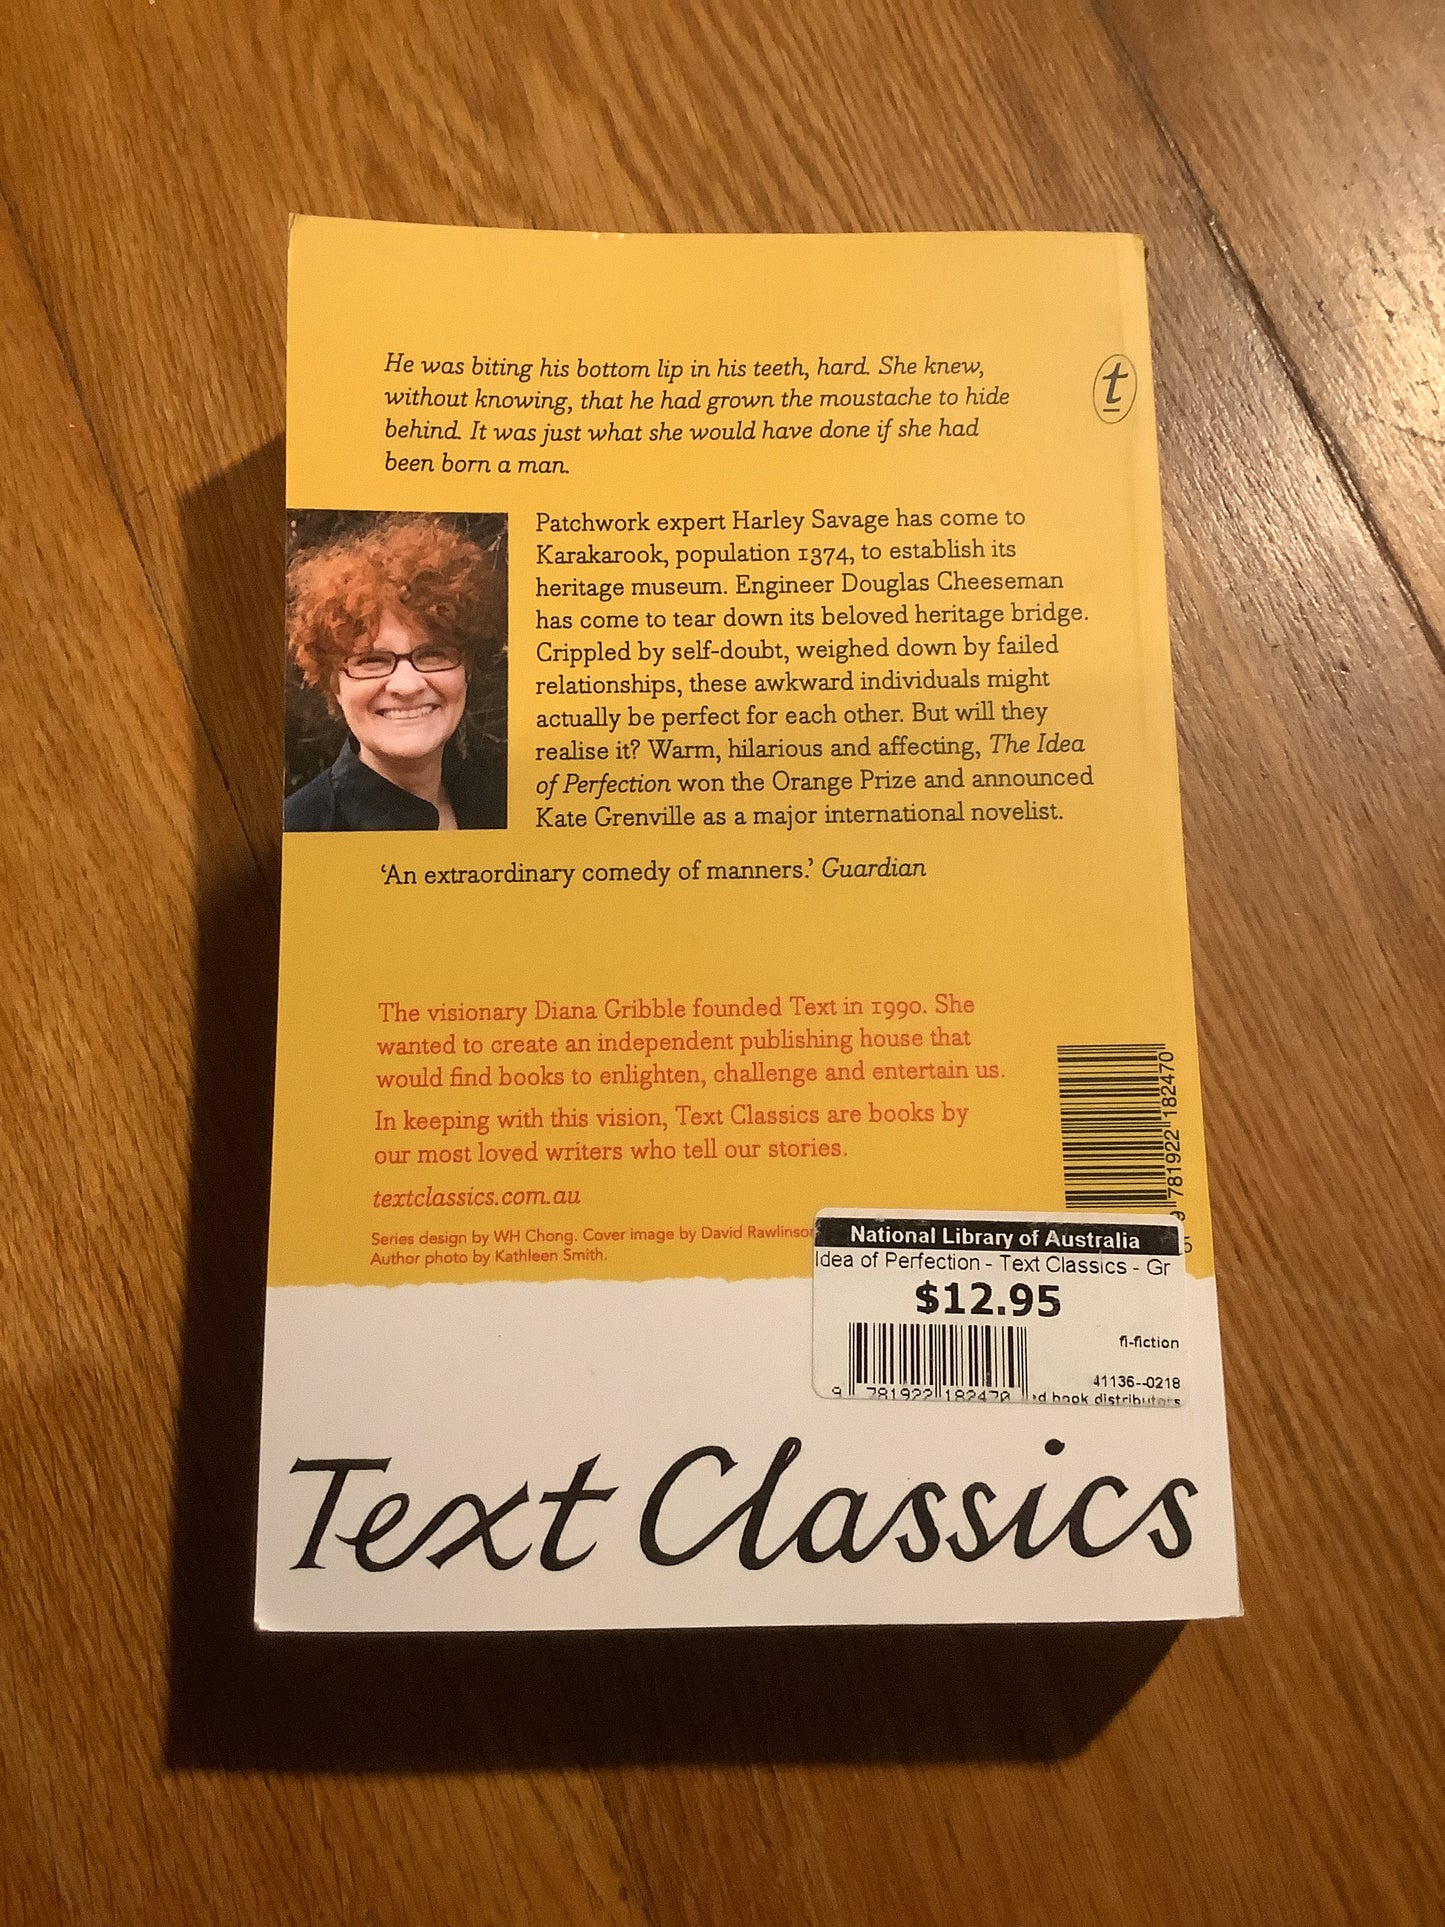 He was biting his bottom lip in his teeth, hard. She knew,
without knowing, that he had grown the moustache to hide
behind. It was just what she would have done if she had
been born a man.
t
Patchwork expert Harley Savage has come to
Karakarook, population 1374, to establish its
heritage museum. Engineer Douglas Cheeseman
has come to tear down its beloved heritage bridge.
Crippled by self-doubt, weighed down by failed
relationships, these awkward individuals might
actually be perfect for each other. But will they
realise it? Warm, hilarious and affecting, The Idea
of Perfection won the Orange Prize and announced
Kate Grenville as a major international novelist.
‘An extraordinary comedy of manners.’ Guardian
The visionary Diana Gribble founded Text in 1990. She
wanted to create an independent publishing house that
would find books to enlighten, challenge and entertain us.
In keeping with this vision, Text Classics are books by
our most loved writers who tell our stories.
textclassics.com.au
Series design by WH Chong. Cover image by David Rawlinson
Author photo by Kathleen Smith.
9 781922 182470
National Library of Australia
Idea of Perfection - Text Classics - Gr
$12.95
fi-fiction
41136--0218
9 781922 182470
d book distributors
Text Classics